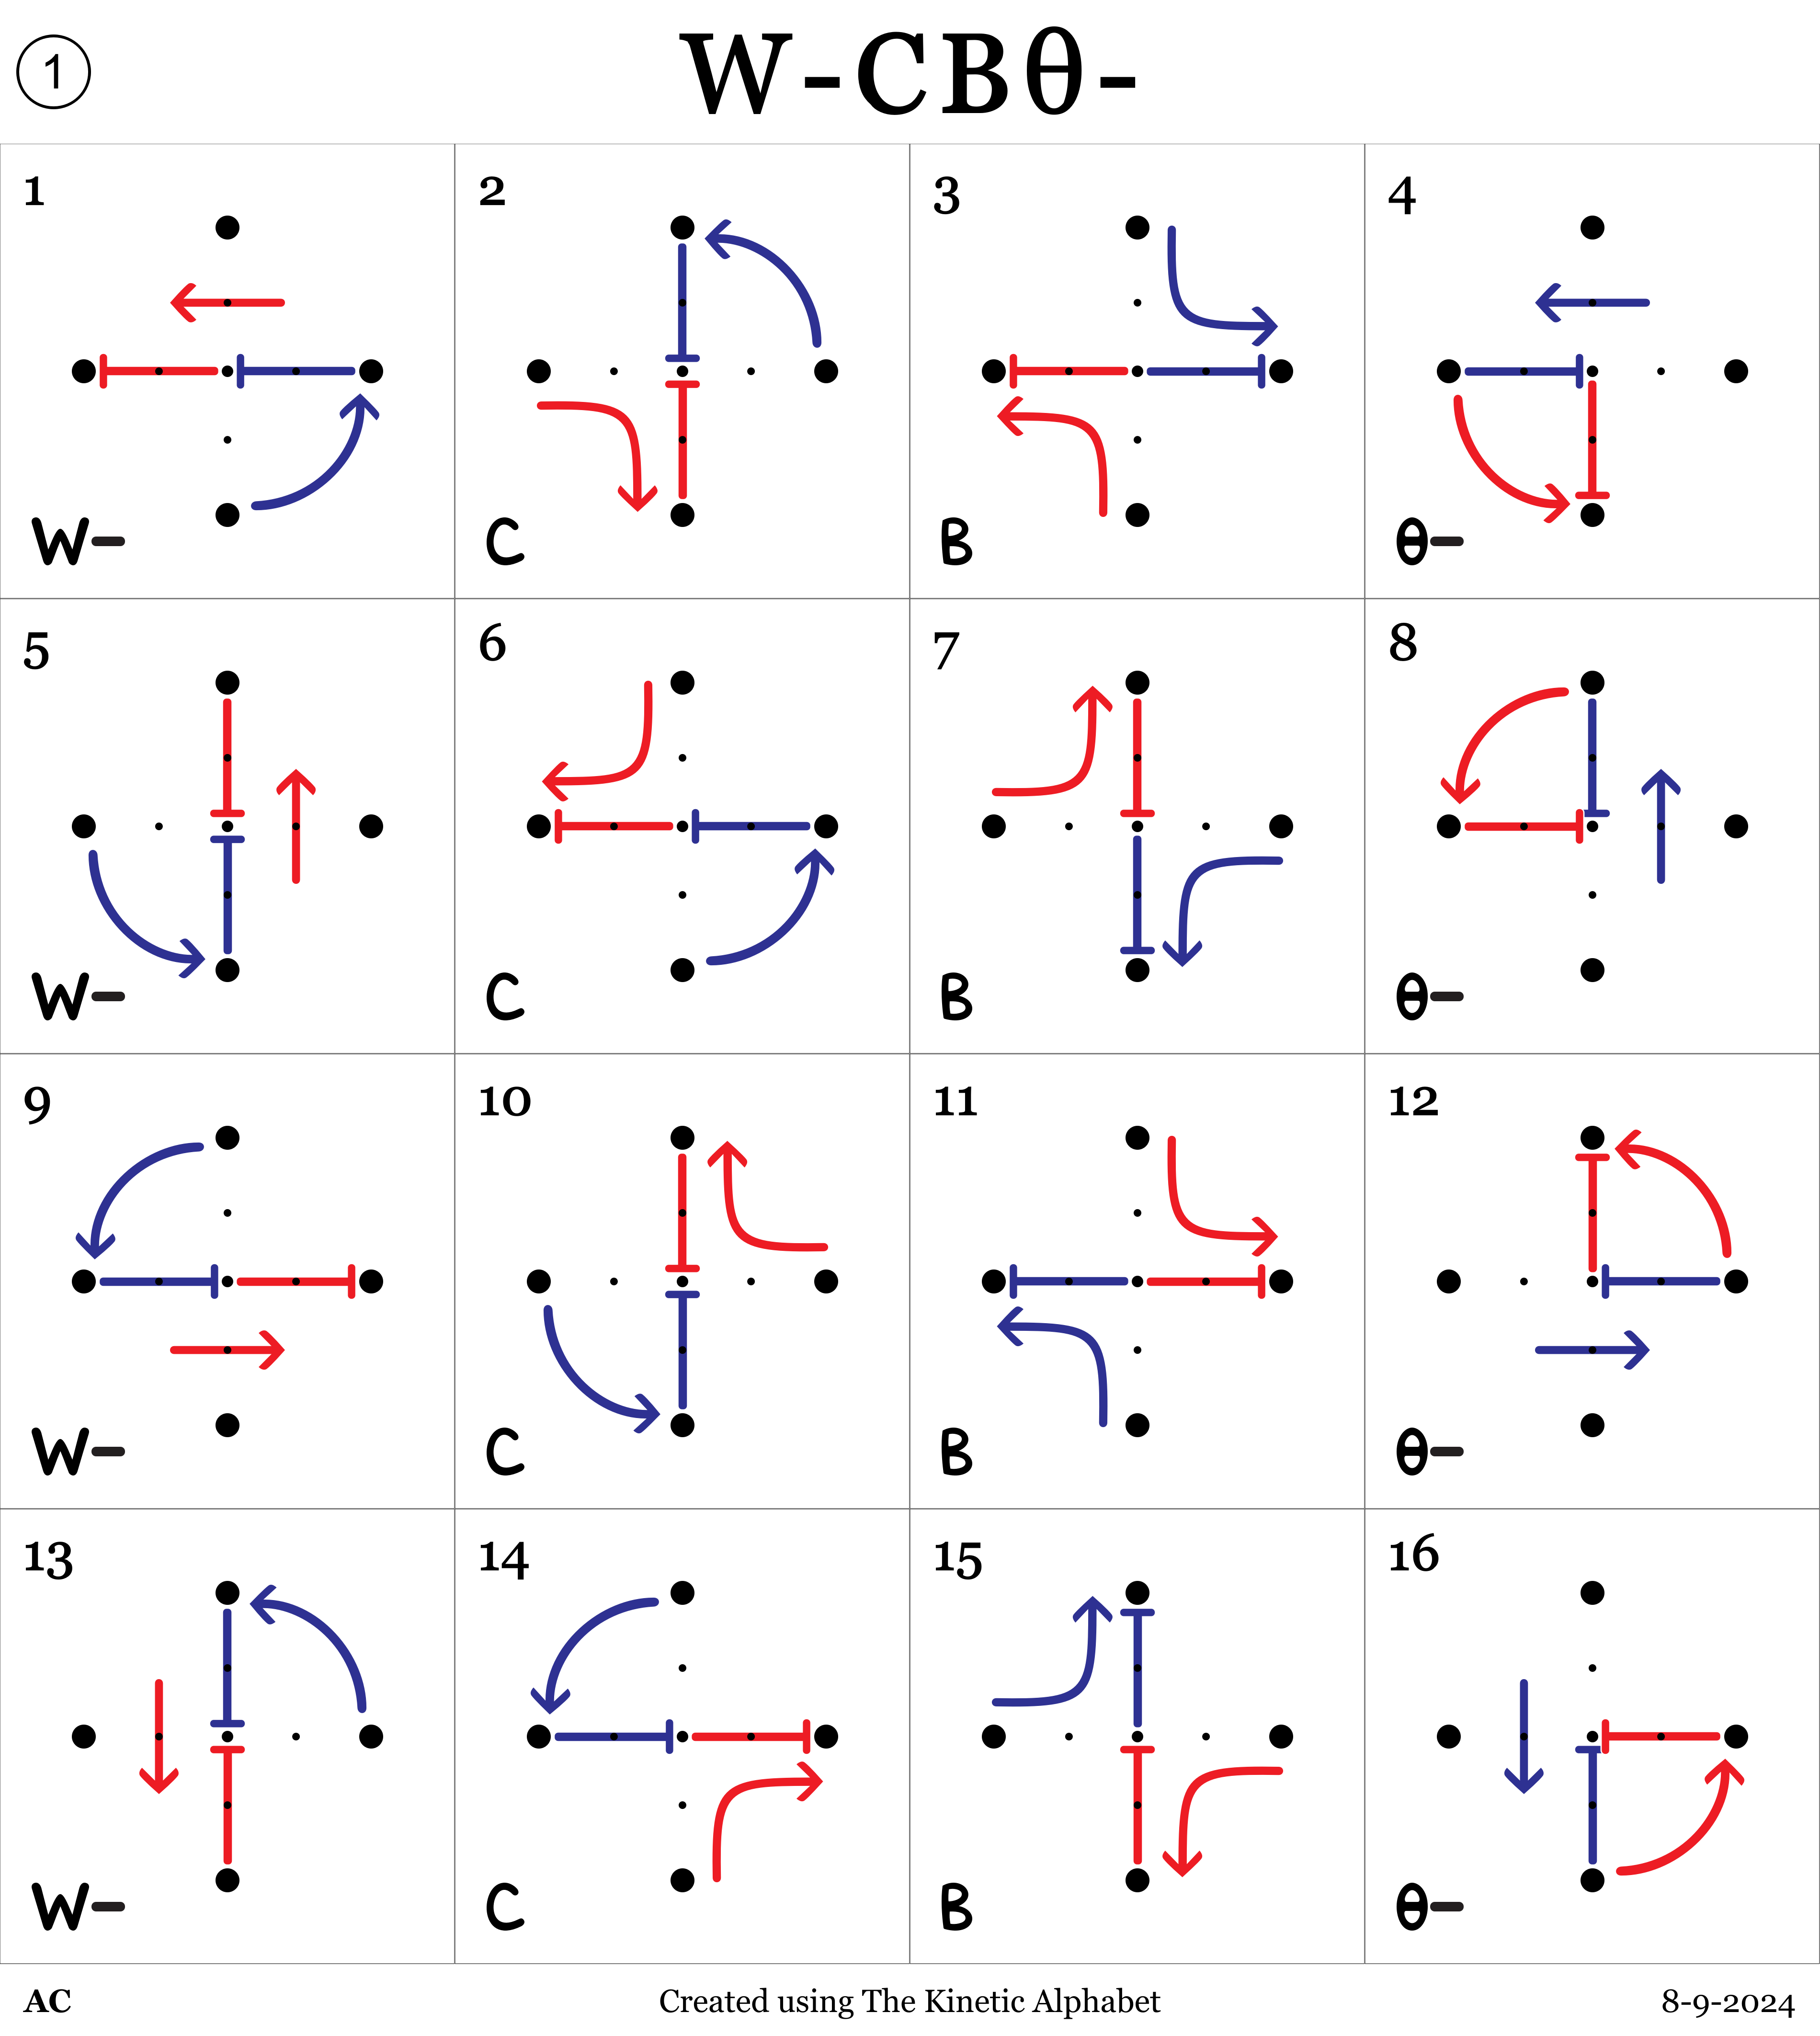 1
W-CBθ-
1
2
3
4
W-
C
B
θ-
5
6
7
8
W-
C
B
θ-
9
10
11
12
W-
C
B
θ-
13
14
15
16
W-
C
B
θ-
AC
Created using The Kinetic Alphabet
8-9-2024